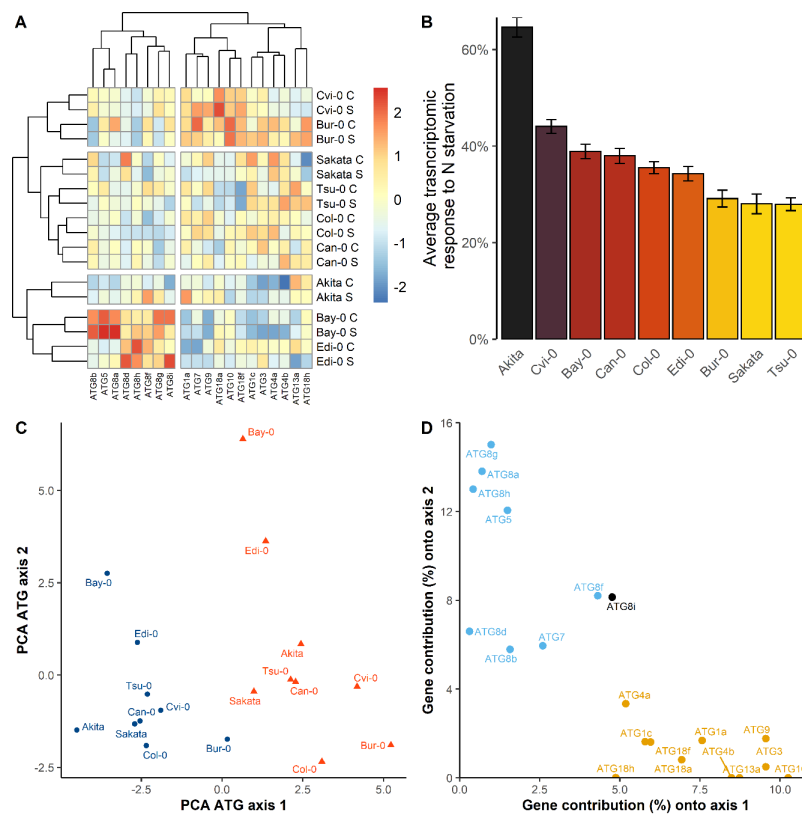 A
Cvi-0 C
Cvi-0 S
Bur-0 C
Bur-0 S
Sakata C
Sakata S
Tsu-0 C
Tsu-0 S
Col-0 C
Col-0 S
Can-0 C
Can-0 S
Akita C
Akita S
Bay-0 C
Bay-0 S
Edi-0 C
Edi-0 S
2
1
0
-1
-2
ATG8b
ATG5
ATG8a
ATG8d
ATG8h
ATG8f
ATG8g
ATG8i
ATG1a
ATG7
ATG9
ATG18a
ATG10
ATG18f
ATG1c
ATG3
ATG4a
ATG4b
ATG13a
ATG18h
B
Average trasncriptomic
response to N starvation
60%
40%
20%
0%
Akita
Cvi-0
Bay-0
Can-0
Col-0
Edi-0
Bur-0
Sakata
Tsu-0
C
PCA ATG axis 2
5.0
2.5
0.0
-2.5
Bay-0
Edi-0
Bay-0
Edi-0
Akita
Tsu-0
Tsu-0
Can-0
Cvi-0
Can-0
Cvi-0
Sakata
Akita
Sakata
Col-0
Bur-0
Bur-0
Col-0
-2.5
0.0
2.5
5.0
PCA ATG axis 1
D
Gene contribution (%) onto axis 2
16
12
8
4
0
ATG8g
ATG8a
ATG8h
ATG5
ATG8f
ATG8i
ATG8d
ATG7
ATG8b
ATG4a
ATG1c
ATG1a
ATG9
ATG18f
ATG4b
ATG3
ATG18h
ATG18a
ATG13a
ATG10
0.0
2.5
5.0
7.5
10.0
Gene contribution (%) onto axis 1